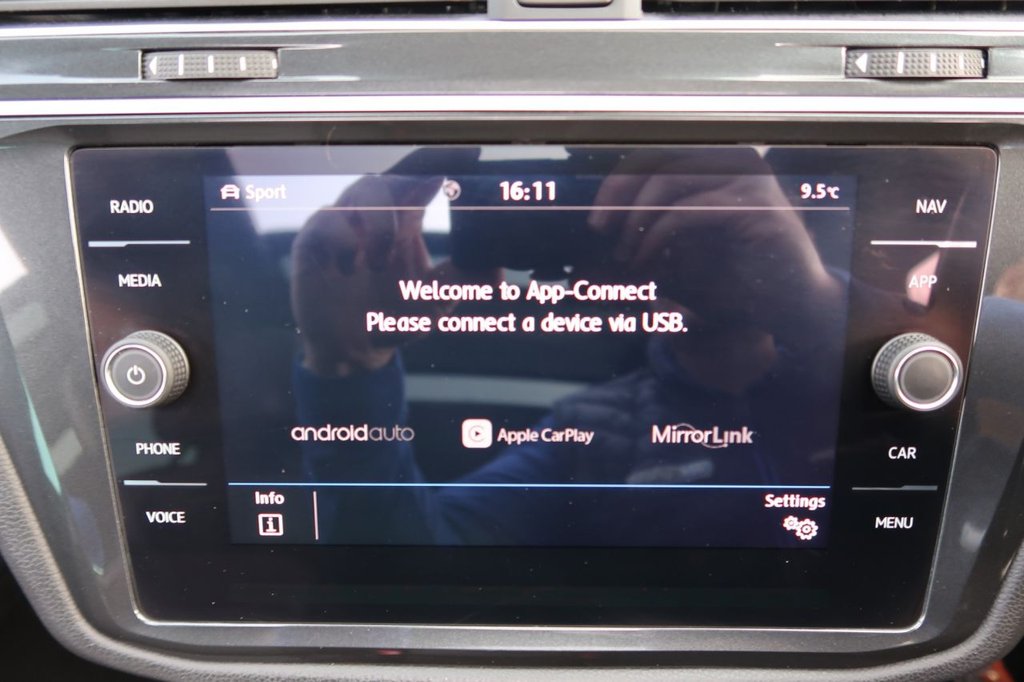 Sport 16:11 9.5°C
RADIO
MEDIA
PHONE
VOICE
Welcome to App-Connect
Please connect a device via USB.
androidauto Apple CarPlay MirrorLink
Info Settings
NAV
APP
CAR
MENU